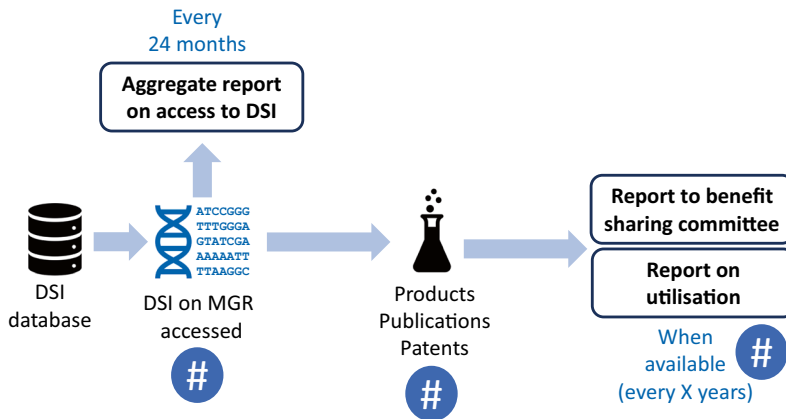 Every
24 months
Aggregate report
on access to DSI
ATCCGGG
TTTGGGA
GTATCGA
AAAAATT
TTAAGGC
DSI
database
DSI on MGR
accessed
#
Products
Publications
Patents
#
Report to benefit
sharing committee
Report on
utilisation
When
available
(every X years)
#